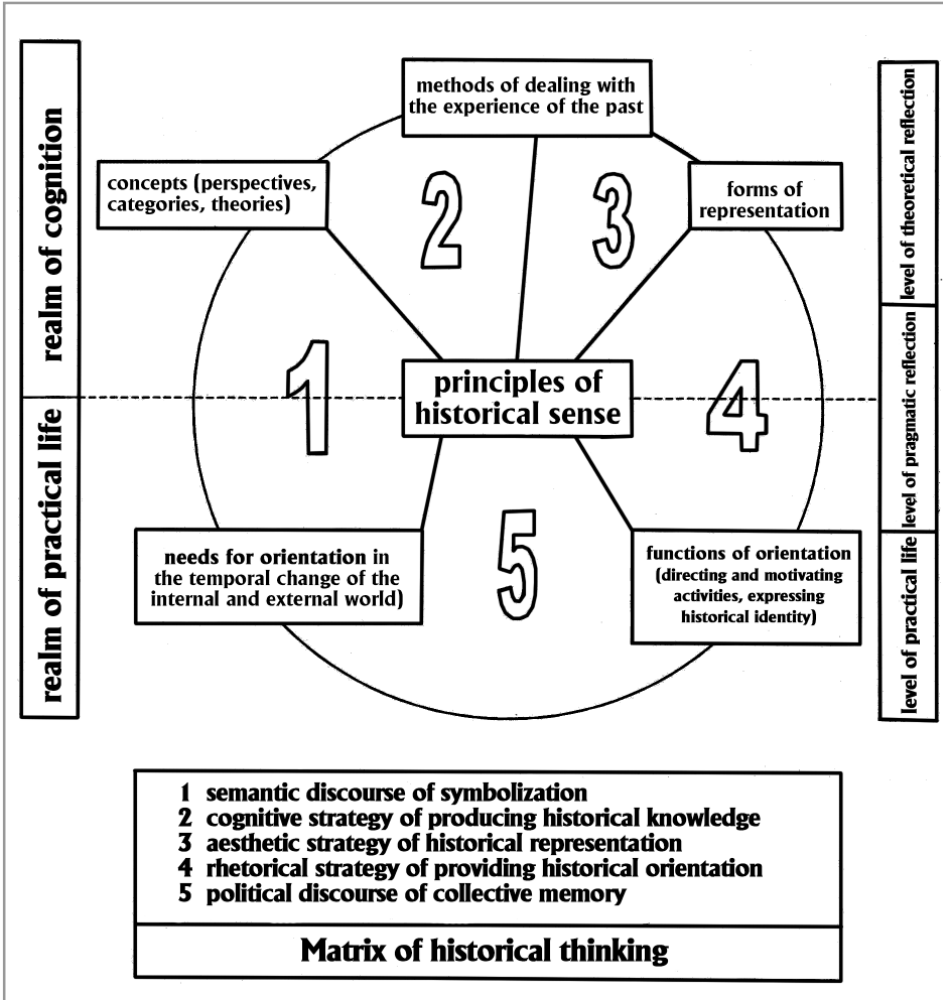 methods of dealing with
the experience of the past
concepts (perspectives,
categories, theories)
2
3
forms of
representation
realm of cognition
level of theoretical reflection
1
principles of
historical sense
4
level of pragmatic reflection
realm of practical life
needs for orientation in
the temporal change of the
internal and external world)
5
functions of orientation
(directing and motivating
activities, expressing
historical identity)
level of practical life
1 semantic discourse of symbolization
2 cognitive strategy of producing historical knowledge
3 aesthetic strategy of historical representation
4 rhetorical strategy of providing historical orientation
5 political discourse of collective memory
Matrix of historical thinking